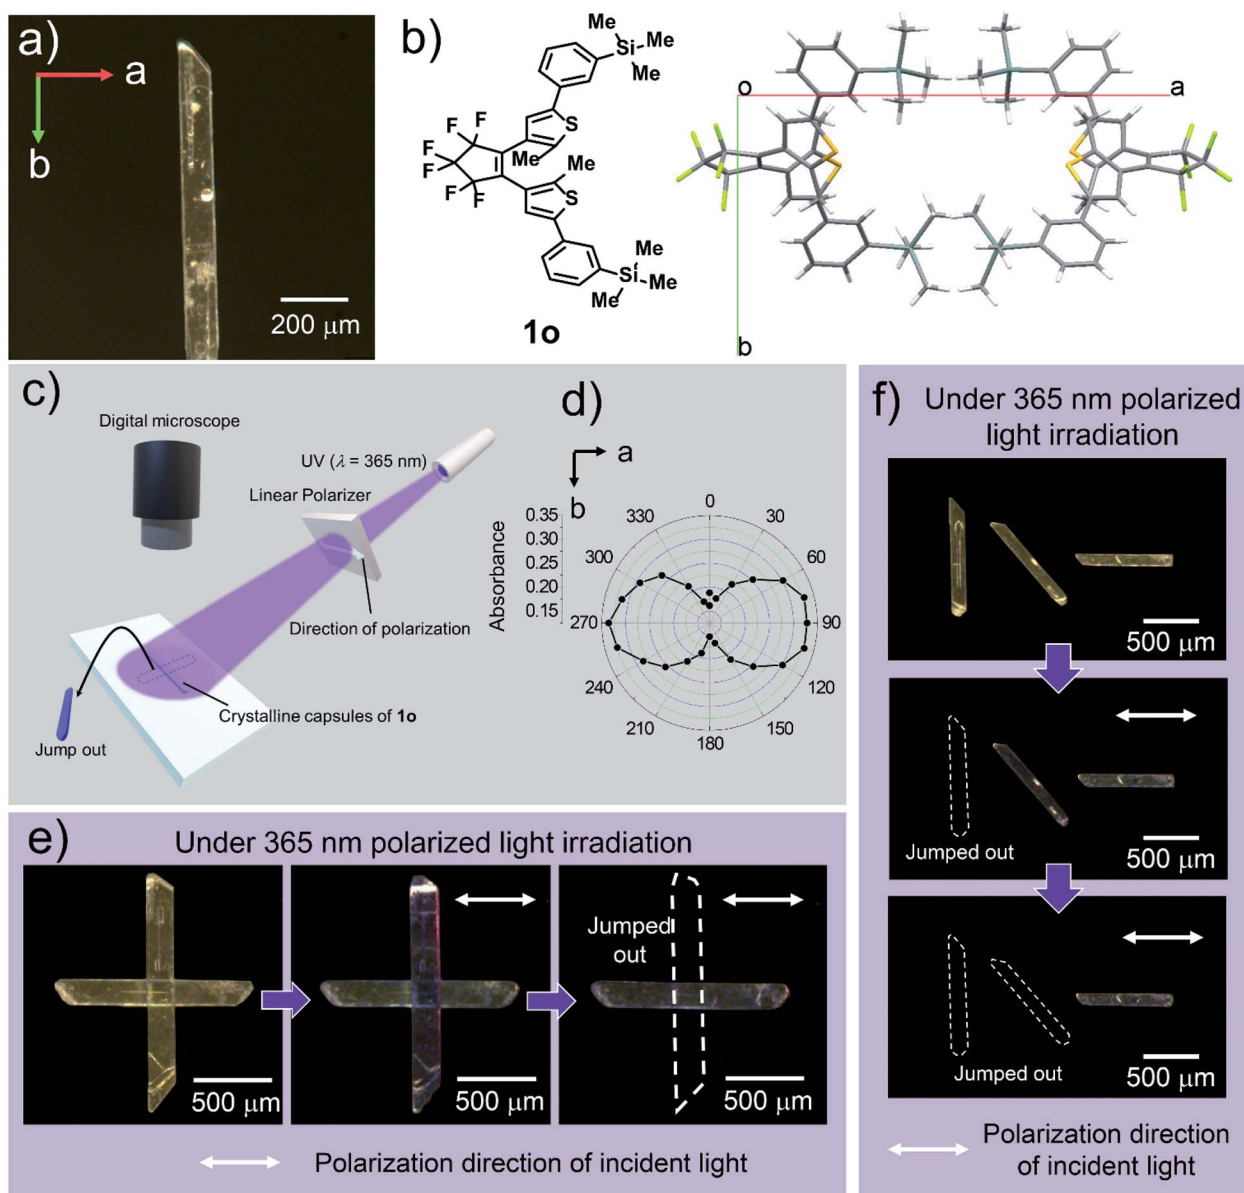 a)
a
b
200 μm
b)
Me
Me
Si
Me
F F
F
F
F
F
Me
S
Me
S
Me
Si
Me
Me
1o
o
a
b
c)
Digital microscope
UV (λ = 365 nm)
Linear Polarizer
Direction of polarization
Crystalline capsules of 1o
Jump out
d)
a
b
Absorbance
0.35
0.30
0.25
0.20
0.15
0
30
60
90
120
150
180
210
240
270
300
330
e)
Under 365 nm polarized light irradiation
500 μm
500 μm
Jumped
out
500 μm
Polarization direction of incident light
f)
Under 365 nm polarized
light irradiation
500 μm
Jumped out
500 μm
Jumped out
500 μm
Polarization direction
of incident light